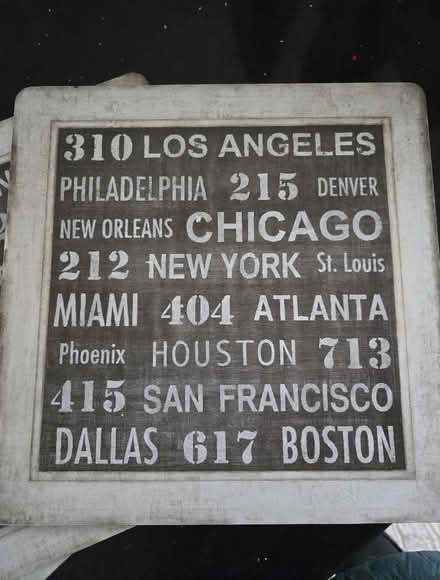 310 LOS ANGELES
PHILADELPHIA 215 DENVER
NEW ORLEANS CHICAGO
212 NEW YORK St. Louis
MIAMI 404 ATLANTA
Phoenix HOUSTON 713
415 SAN FRANCISCO
DALLAS 617 BOSTON